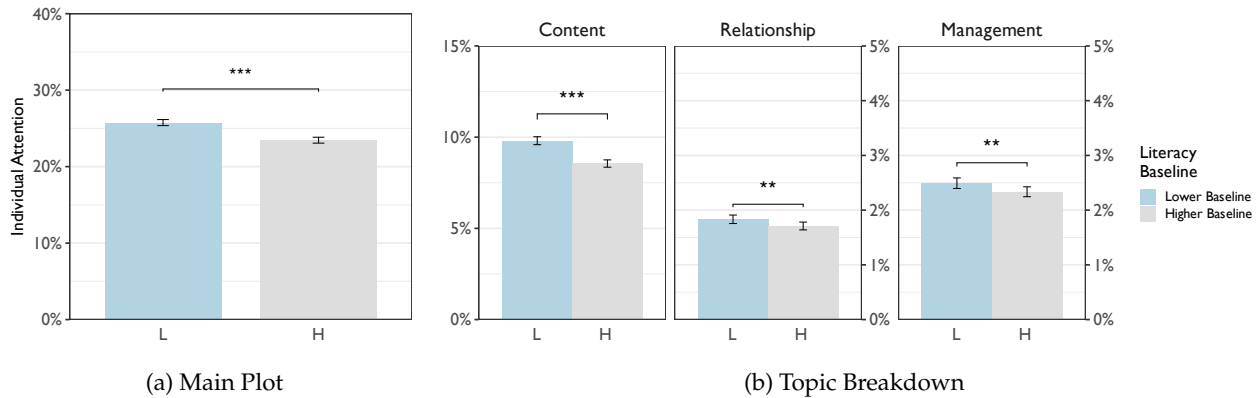 40%
30%
20%
10%
0%
Individual Attention
***
L
H
(a) Main Plot
Content
Relationship
Management
15%
10%
5%
0%
***
L
H
5%
4%
3%
2%
1%
0%
**
L
H
5%
4%
3%
2%
1%
0%
**
L
H
(b) Topic Breakdown
Literacy
Baseline
Lower Baseline
Higher Baseline